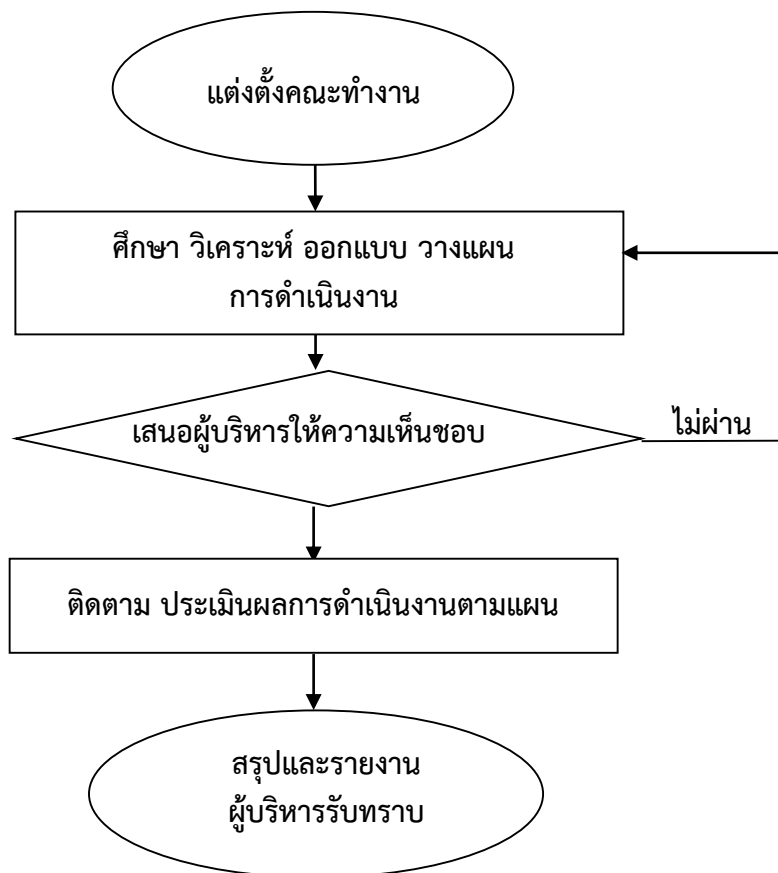 แต่งตั้งคณะทำงาน
ศึกษา วิเคราะห์ ออกแบบ วางแผน
การดำเนินงาน
เสนอผู้บริหารให้ความเห็นชอบ
ไม่ผ่าน
ติดตาม ประเมินผลการดำเนินงานตามแผน
สรุปและรายงาน
ผู้บริหารรับทราบ